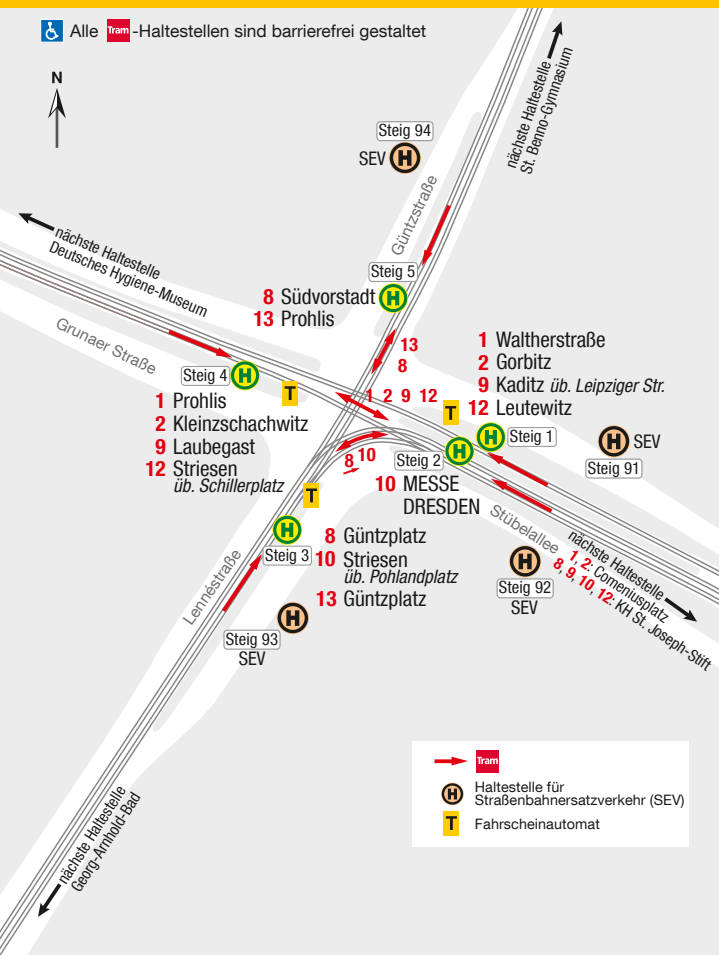 Alle Tram-Haltestellen sind barrierefrei gestaltet
N
Steig 94
SEV H
nächste Haltestelle
St. Benno-Gymnasium
Güntzstraße
nächste Haltestelle
Deutsches Hygiene-Museum
Grunaer Straße
Steig 5
H
8 Südvorstadt
13 Prohlis
13
8
1 Waltherstraße
2 Gorbitz
9 Kaditz üb. Leipziger Str.
12 Leutewitz
Steig 4 H
T
1 Prohlis
2 Kleinzschachwitz
9 Laubegast
12 Striesen
üb. Schillerplatz
1 2 9 12
T
H Steig 1
H SEV
Steig 91
8 10
Steig 2 H
10 MESSE
DRESDEN
T
H
Steig 3
8 Güntzplatz
10 Striesen
üb. Pohlandplatz
13 Güntzplatz
Stübelallee
H
Steig 92
SEV
nächste Haltestelle
1, 2: Comeniusplatz
8, 9, 10, 12: KH St. Joseph-Stift
Lennéstraße
H
Steig 93
SEV
nächste Haltestelle
Georg-Arnhold-Bad
Tram
H Haltestelle für
Straßenbahnersatzverkehr (SEV)
T Fahrscheinautomat